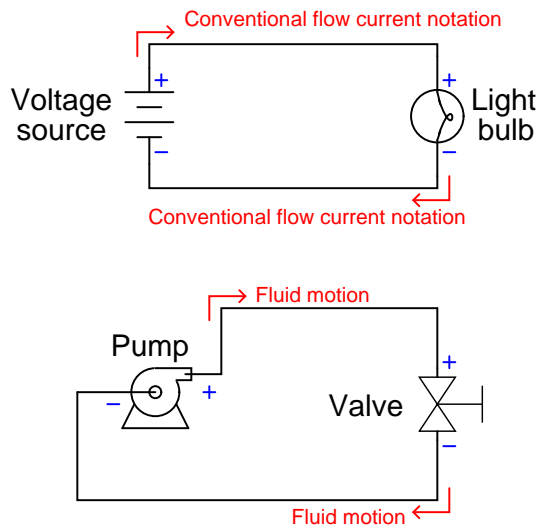 Conventional flow current notation
+
+
Voltage
source
Light
bulb
−
−
Conventional flow current notation
Fluid motion
Pump
+
−
+
Valve
−
Fluid motion